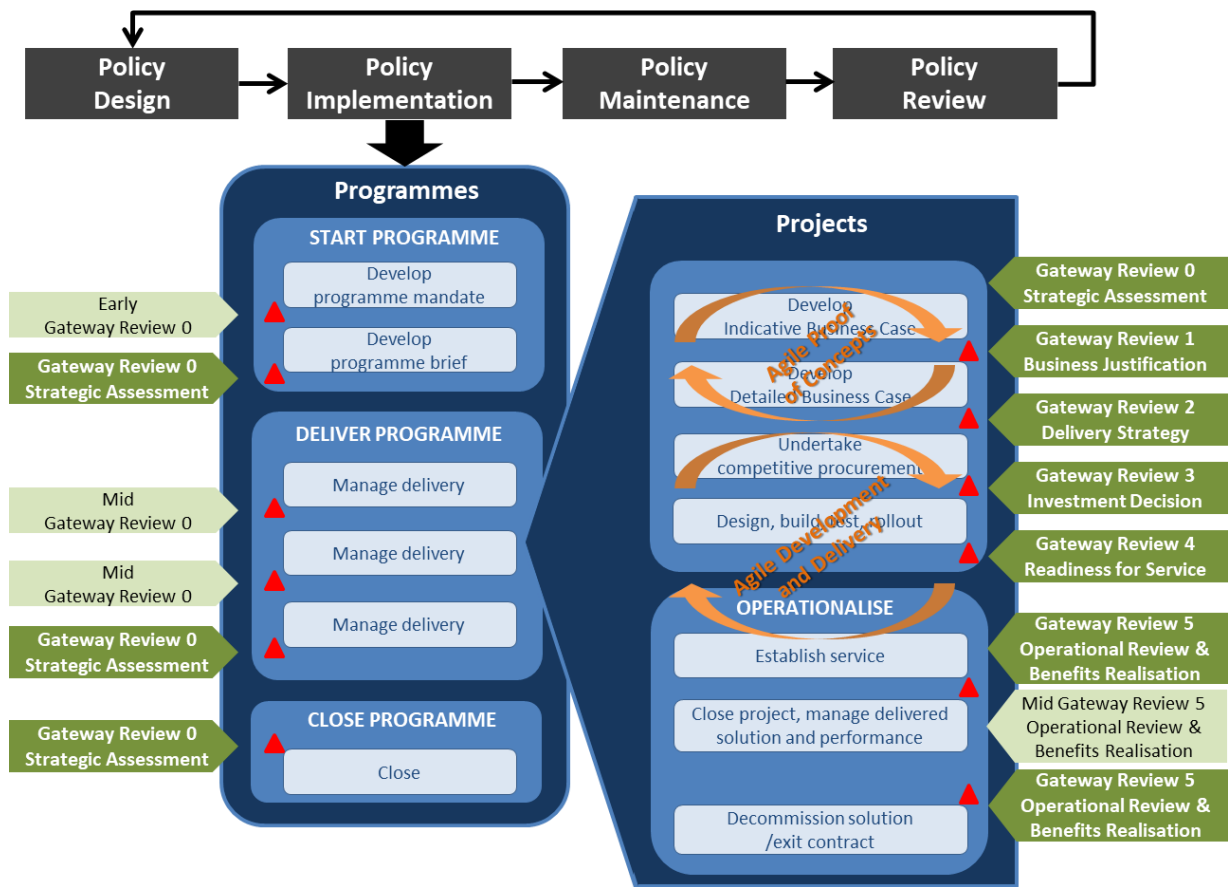 Policy
Design
Policy
Implementation
Policy
Maintenance
Policy
Review
Programmes
START PROGRAMME
Develop
programme mandate
Develop
programme brief
Early
Gateway Review 0
Gateway Review 0
Strategic Assessment
DELIVER PROGRAMME
Manage delivery
Manage delivery
Manage delivery
Mid
Gateway Review 0
Mid
Gateway Review 0
Gateway Review 0
Strategic Assessment
CLOSE PROGRAMME
Close
Gateway Review 0
Strategic Assessment
Projects
Develop
Indicative Business Case
Agile Proof
of Concepts
Develop
Detailed Business Case
Undertake
competitive procurement
Design, build test, rollout
Agile Development
and Delivery
OPERATIONALISE
Establish service
Close project, manage delivered
solution and performance
Decommission solution
/exit contract
Gateway Review 0
Strategic Assessment
Gateway Review 1
Business Justification
Gateway Review 2
Delivery Strategy
Gateway Review 3
Investment Decision
Gateway Review 4
Readiness for Service
Gateway Review 5
Operational Review &
Benefits Realisation
Mid Gateway Review 5
Operational Review &
Benefits Realisation
Gateway Review 5
Operational Review &
Benefits Realisation